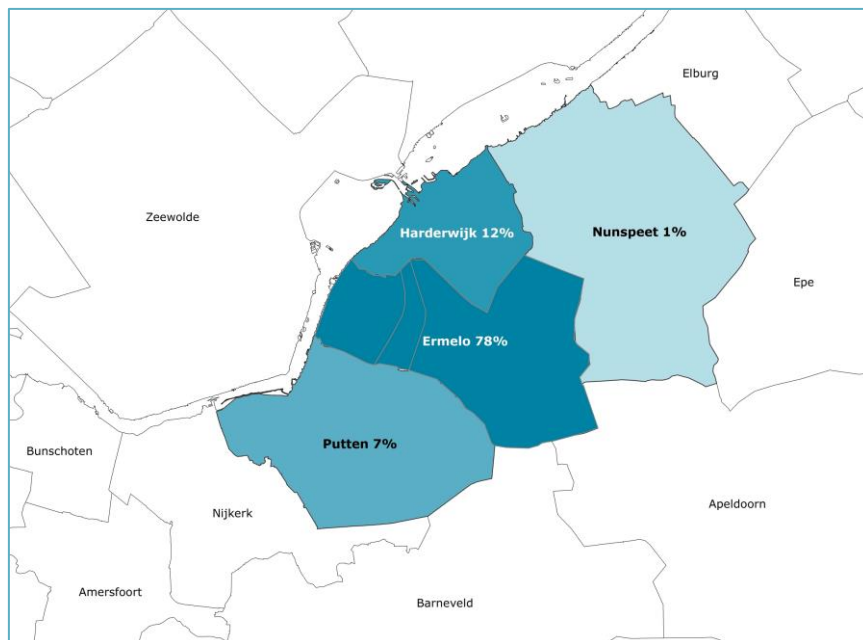 Elburg
Zeewolde
Harderwijk 12%
Nunspeet 1%
Epe
Ermelo 78%
Putten 7%
Bunschoten
Nijkerk
Apeldoorn
Amersfoort
Barneveld